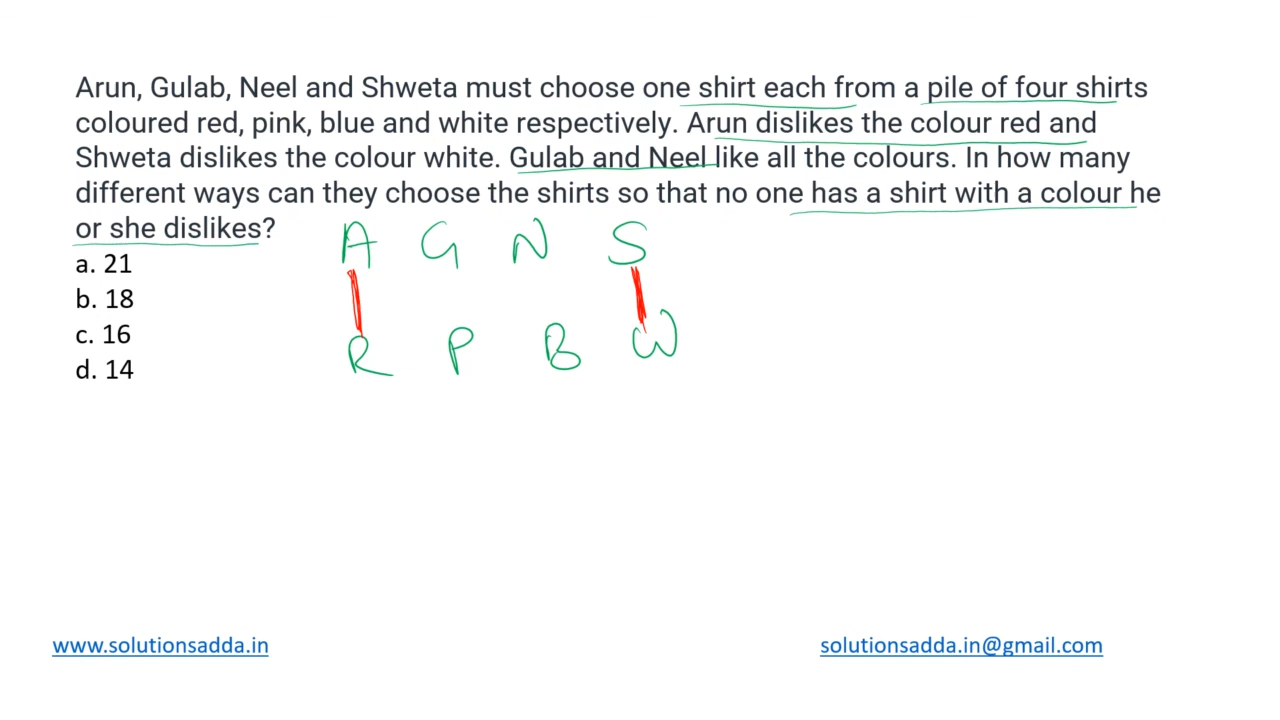 Arun, Gulab, Neel and Shweta must choose one shirt each from a pile of four shirts
coloured red, pink, blue and white respectively. Arun dislikes the colour red and
Shweta dislikes the colour white. Gulab and Neel like all the colours. In how many
different ways can they choose the shirts so that no one has a shirt with a colour he
or she dislikes?
A G N S
a. 21
b. 18
c. 16
R P B W
d. 14
www.solutionsadda.in
solutionsadda.in@gmail.com